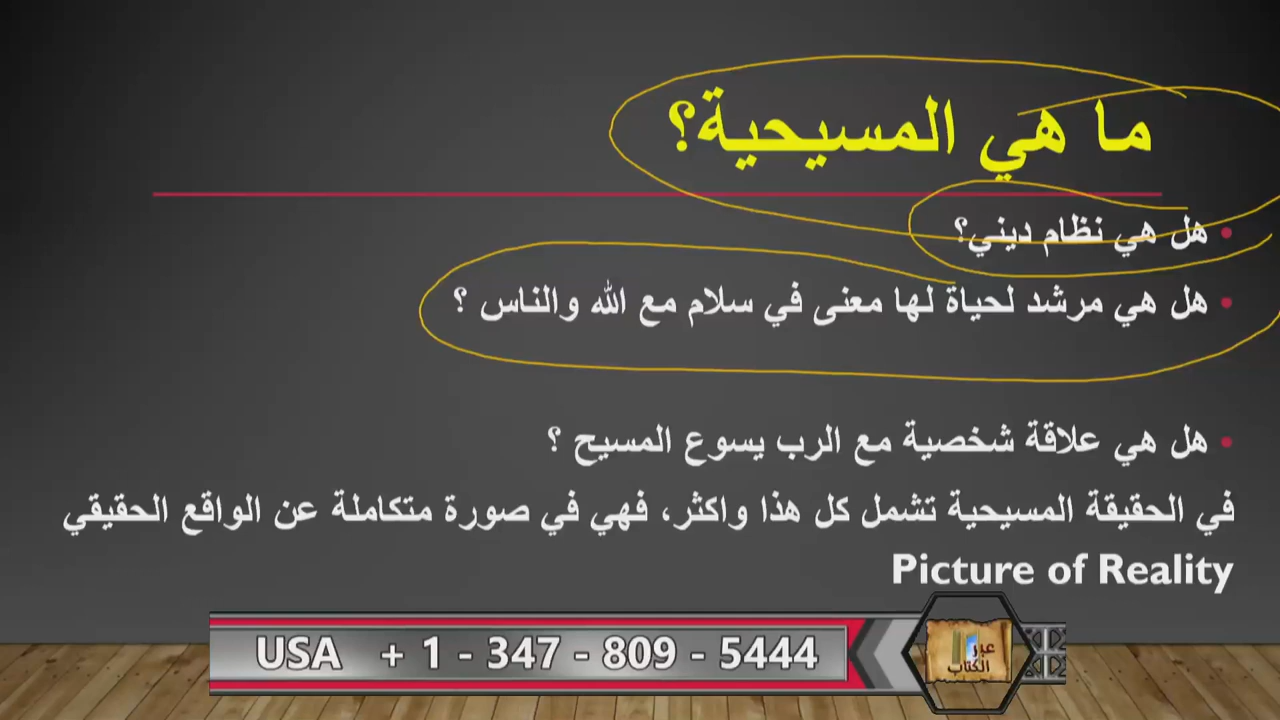 ما هي المسيحية؟
• هل هي نظام ديني؟
• هل هي مرشد لحياة لها معنى في سلام مع الله والناس ؟
• هل هي علاقة شخصية مع الرب يسوع المسيح ؟
في الحقيقة المسيحية تشمل كل هذا واكثر، فهي في صورة متكاملة عن الواقع الحقيقي
Picture of Reality
USA + 1 - 347 - 809 - 5444
عبر
الكتاب